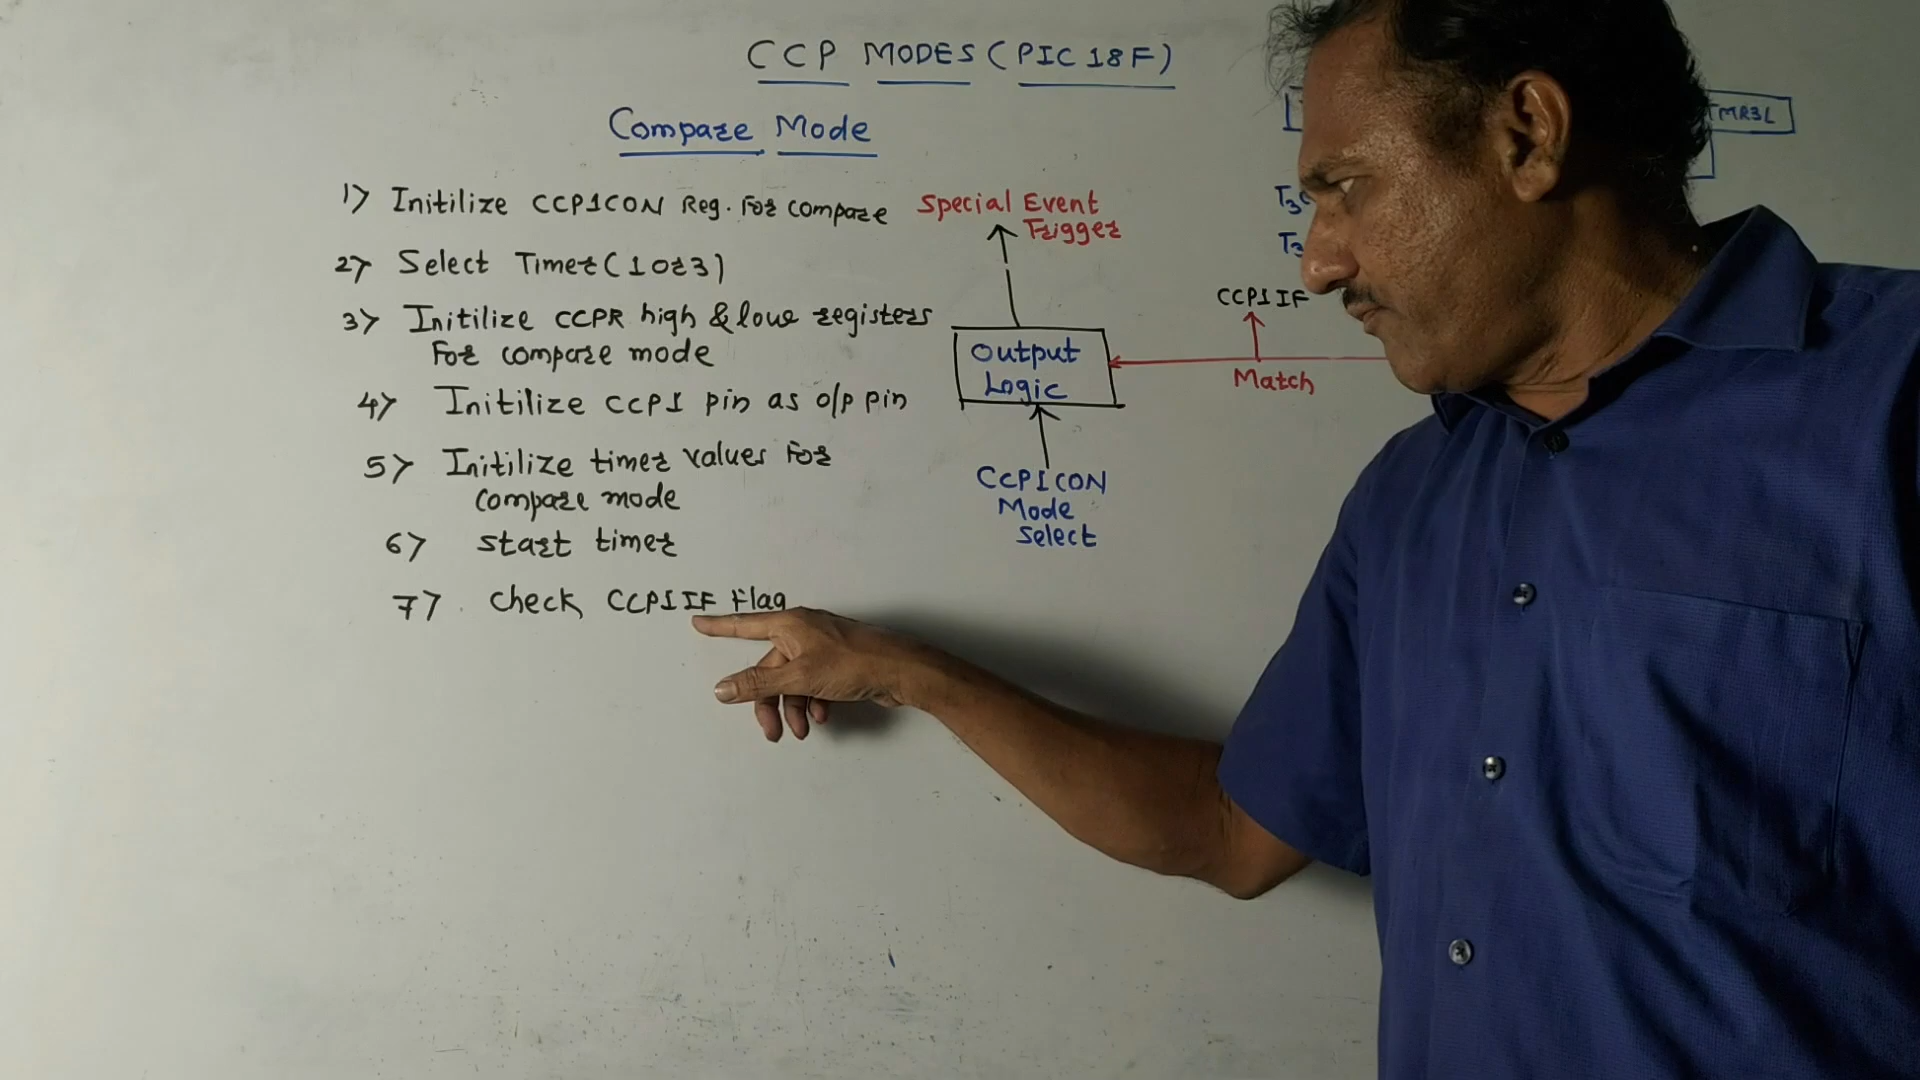 CCP MODES (PIC 18F)
Compare Mode
1) Initilize CCP1CON Reg. For compare
2) Select Timer (1 or 3)
3) Initilize CCPR high & low registers
For compare mode
4) Initilize CCP1 pin as o/p pin
5) Initilize timer values For
compare mode
6) start timer
7) check CCP1IF flag
Special Event
Trigger
Output
Logic
CCP1CON
Mode
Select
CCP1IF
Match
TMR3L